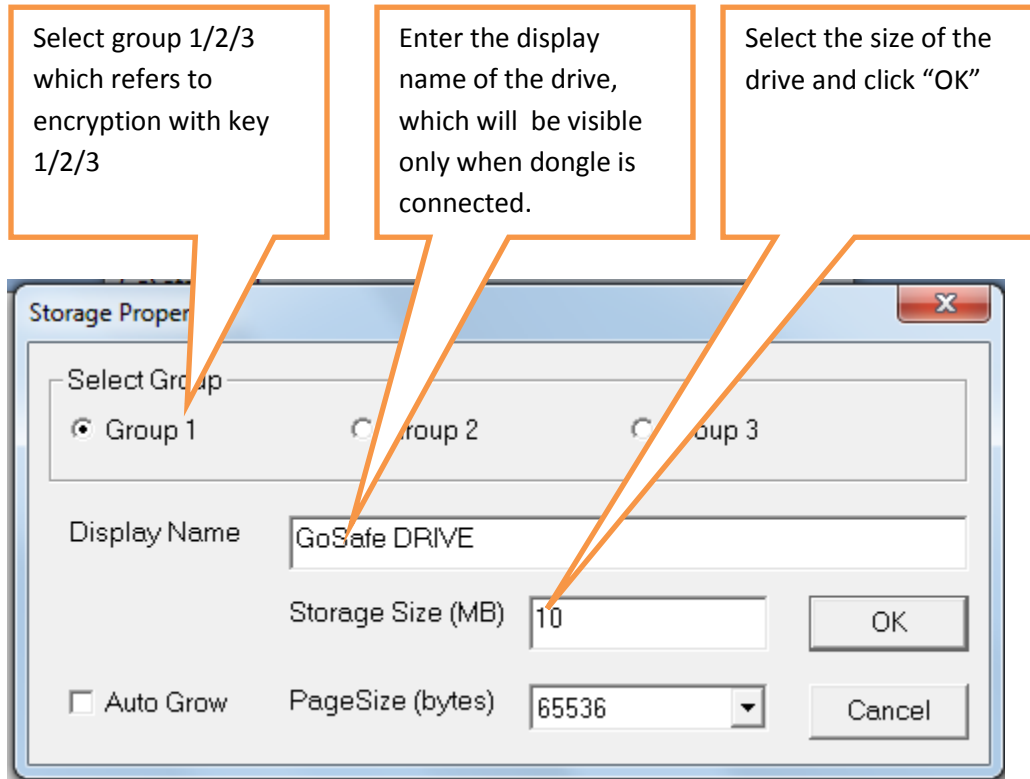 Select group 1/2/3
which refers to
encryption with key
1/2/3
Enter the display
name of the drive,
which will be visible
only when dongle is
connected.
Select the size of the
drive and click “OK”
Storage Proper
Select Group
Group 1
Group 2
Group 3
Display Name
GoSafe DRIVE
Storage Size (MB)
10
OK
Auto Grow
PageSize (bytes)
65536
Cancel